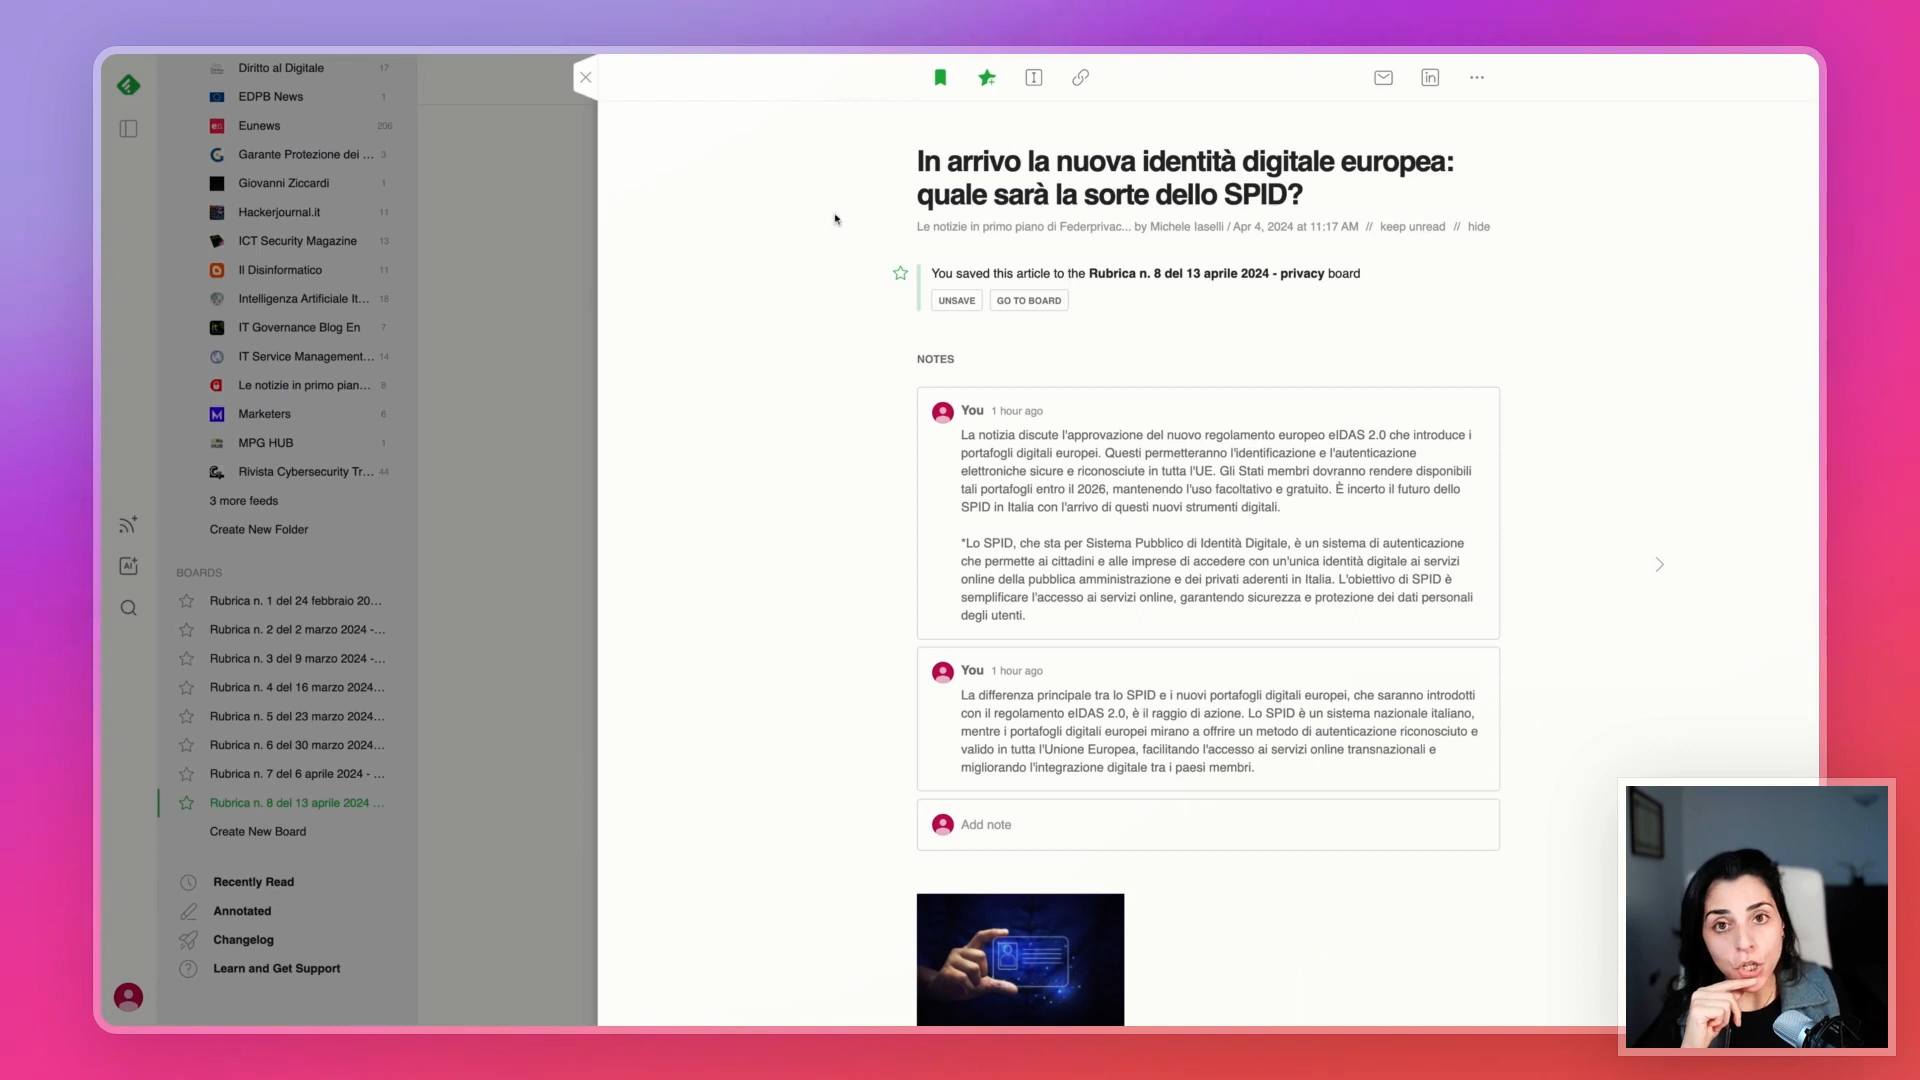 Diritto al Digitale 17
EDPB News 1
Eunews 206
Garante Protezione dei ... 3
Giovanni Ziccardi 1
Hackerjournal.it 11
ICT Security Magazine 13
Il Disinformatico 11
Intelligenza Artificiale It... 18
IT Governance Blog En 7
IT Service Management... 14
Le notizie in primo pian... 8
Marketers 6
MPG HUB 1
Rivista Cybersecurity Tr... 44
3 more feeds
Create New Folder
BOARDS
Rubrica n. 1 del 24 febbraio 20...
Rubrica n. 2 del 2 marzo 2024 -...
Rubrica n. 3 del 9 marzo 2024 -...
Rubrica n. 4 del 16 marzo 2024...
Rubrica n. 5 del 23 marzo 2024...
Rubrica n. 6 del 30 marzo 2024...
Rubrica n. 7 del 6 aprile 2024 - ...
Rubrica n. 8 del 13 aprile 2024 ...
Create New Board
Recently Read
Annotated
Changelog
Learn and Get Support
In arrivo la nuova identità digitale europea:
quale sarà la sorte dello SPID?
Le notizie in primo piano di Federprivac... by Michele Iaselli / Apr 4, 2024 at 11:17 AM // keep unread // hide
You saved this article to the Rubrica n. 8 del 13 aprile 2024 - privacy board
UNSAVE GO TO BOARD
NOTES
You 1 hour ago
La notizia discute l'approvazione del nuovo regolamento europeo eIDAS 2.0 che introduce i
portafogli digitali europei. Questi permetteranno l'identificazione e l'autenticazione
elettroniche sicure e riconosciute in tutta l'UE. Gli Stati membri dovranno rendere disponibili
tali portafogli entro il 2026, mantenendo l'uso facoltativo e gratuito. È incerto il futuro dello
SPID in Italia con l'arrivo di questi nuovi strumenti digitali.
*Lo SPID, che sta per Sistema Pubblico di Identità Digitale, è un sistema di autenticazione
che permette ai cittadini e alle imprese di accedere con un'unica identità digitale ai servizi
online della pubblica amministrazione e dei privati aderenti in Italia. L'obiettivo di SPID è
semplificare l'accesso ai servizi online, garantendo sicurezza e protezione dei dati personali
degli utenti.
You 1 hour ago
La differenza principale tra lo SPID e i nuovi portafogli digitali europei, che saranno introdotti
con il regolamento eIDAS 2.0, è il raggio di azione. Lo SPID è un sistema nazionale italiano,
mentre i portafogli digitali europei mirano a offrire un metodo di autenticazione riconosciuto e
valido in tutta l'Unione Europea, facilitando l'accesso ai servizi online transnazionali e
migliorando l'integrazione digitale tra i paesi membri.
Add note